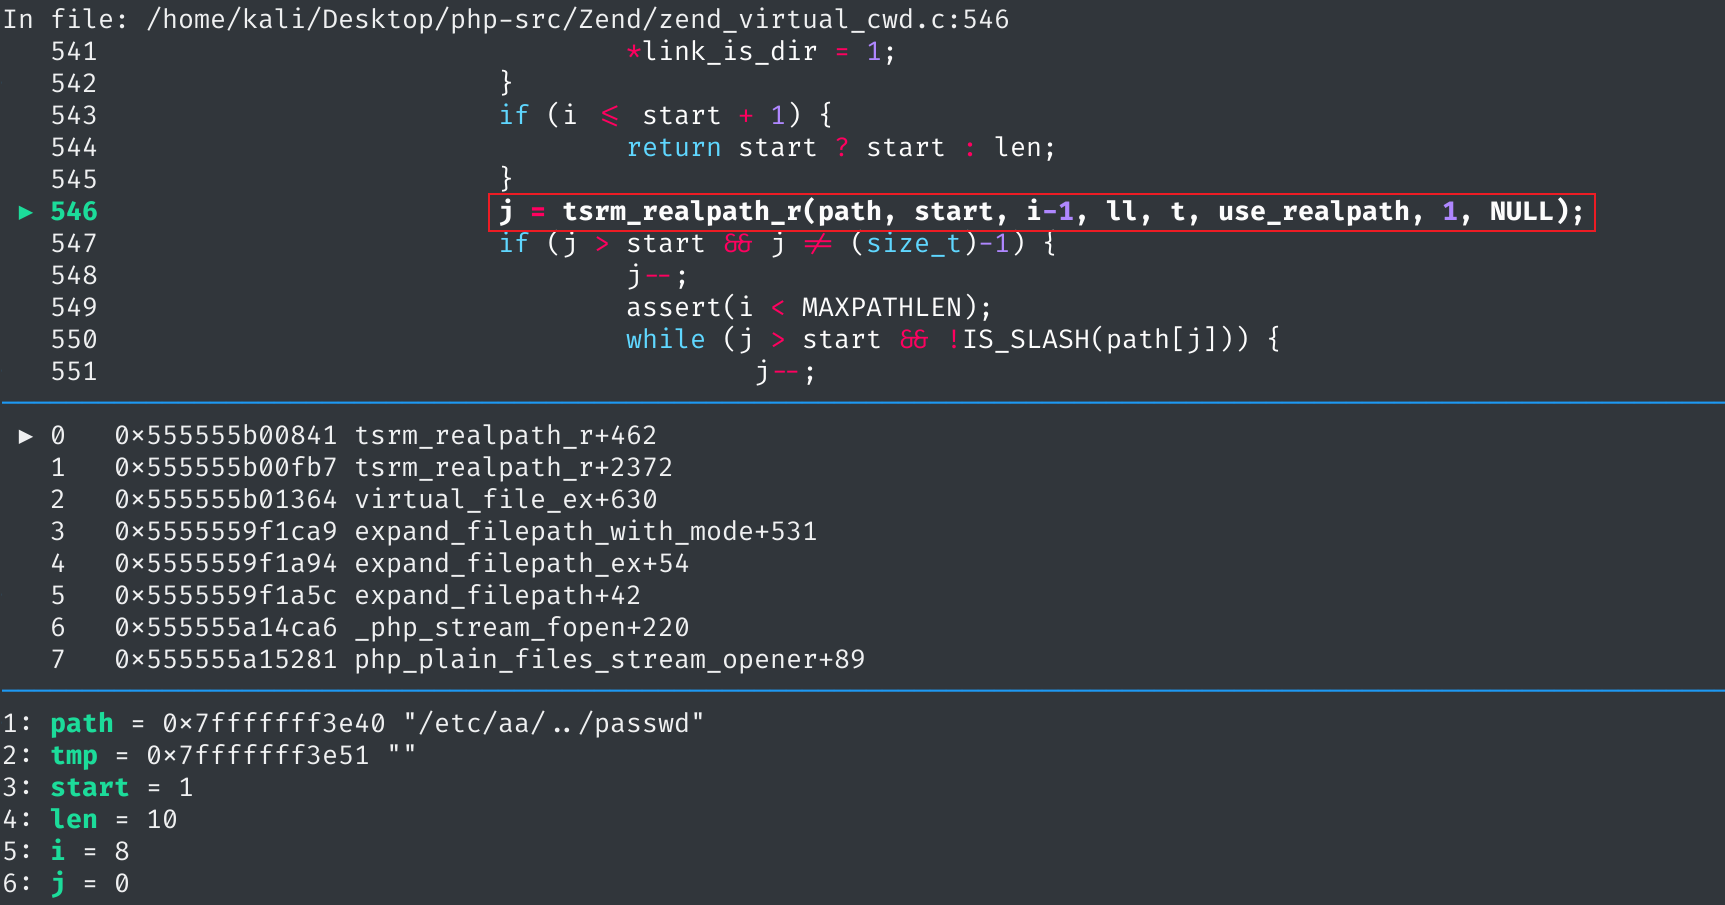 In file: /home/kali/Desktop/php-src/Zend/zend_virtual_cwd.c:546
541 *link_is_dir = 1;
542 }
543 if (i <= start + 1) {
544 return start ? start : len;
545 }
► 546 j = tsrm_realpath_r(path, start, i-1, ll, t, use_realpath, 1, NULL);
547 if (j > start && j != (size_t)-1) {
548 j--;
549 assert(i < MAXPATHLEN);
550 while (j > start && !IS_SLASH(path[j])) {
551 j--;
► 0 0×555555b00841 tsrm_realpath_r+462
1 0×555555b00fb7 tsrm_realpath_r+2372
2 0×555555b01364 virtual_file_ex+630
3 0×5555559f1ca9 expand_filepath_with_mode+531
4 0×5555559f1a94 expand_filepath_ex+54
5 0×5555559f1a5c expand_filepath+42
6 0×555555a14ca6 _php_stream_fopen+220
7 0×555555a15281 php_plain_files_stream_opener+89
1: path = 0×7fffffff3e40 "/etc/aa/../passwd"
2: tmp = 0×7fffffff3e51 ""
3: start = 1
4: len = 10
5: i = 8
6: j = 0